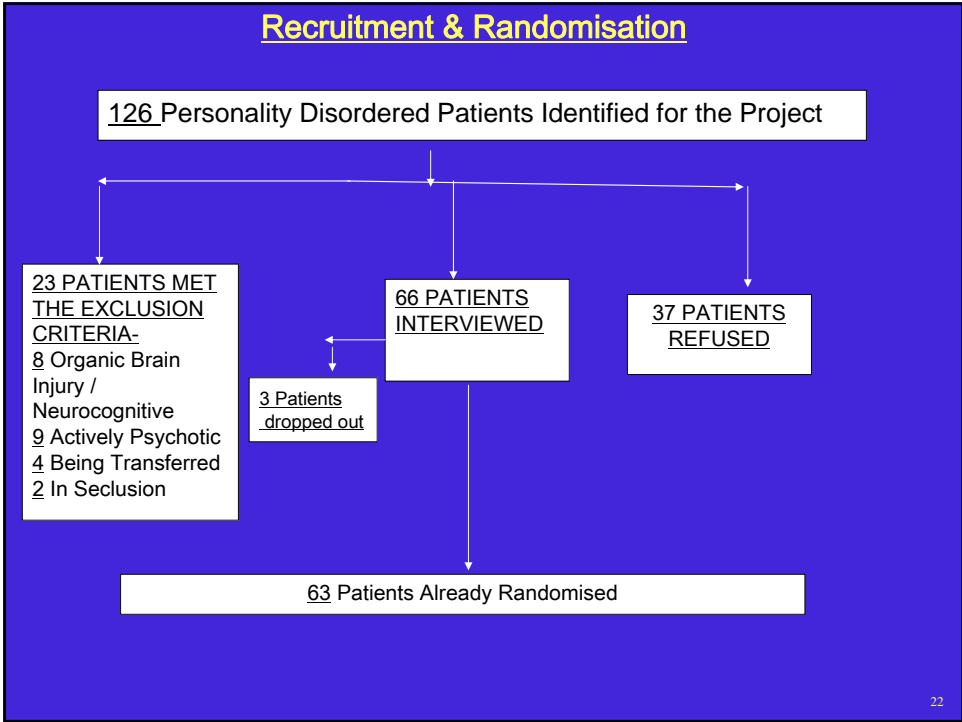 Recruitment & Randomisation
126 Personality Disordered Patients Identified for the Project
23 PATIENTS MET
THE EXCLUSION
CRITERIA-
8 Organic Brain
Injury /
Neurocognitive
9 Actively Psychotic
4 Being Transferred
2 In Seclusion
66 PATIENTS
INTERVIEWED
37 PATIENTS
REFUSED
3 Patients
dropped out
63 Patients Already Randomised
22